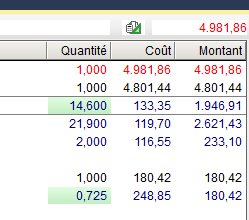 4.981,86
Quantité Coût Montant
1,000 4.981,86 4.981,86
1,000 4.801,44 4.801,44
14,600 133,35 1.946,91
21,900 119,70 2.621,43
2,000 116,55 233,10
1,000 180,42 180,42
0,725 248,85 180,42